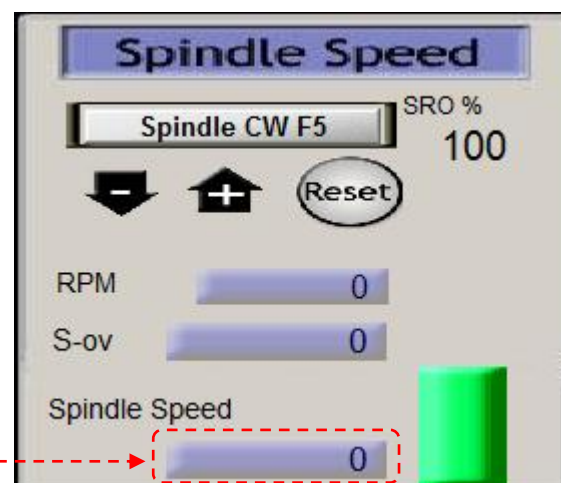 Spindle Speed
Spindle CW F5
SRO %
100
- + Reset
RPM 0
S-ov 0
Spindle Speed
0